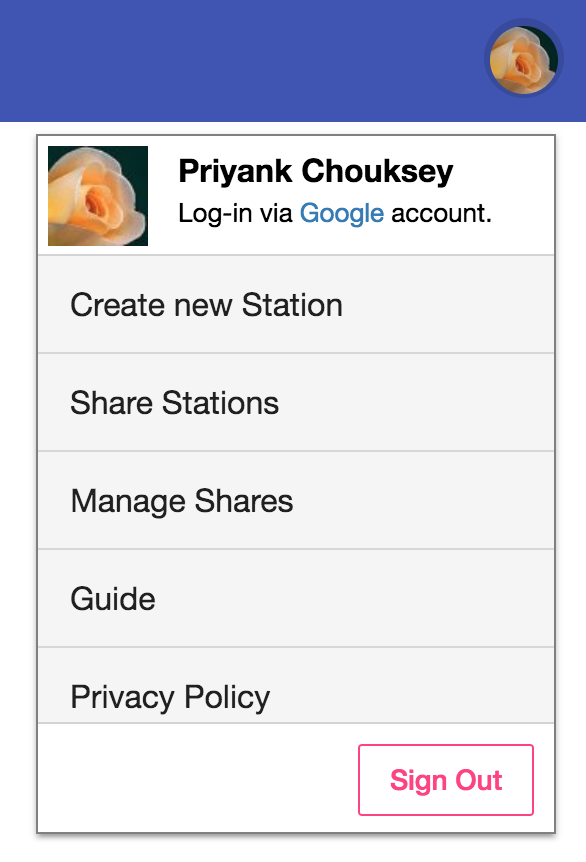 Priyank Chouksey
Log-in via Google account.
Create new Station
Share Stations
Manage Shares
Guide
Privacy Policy
Sign Out